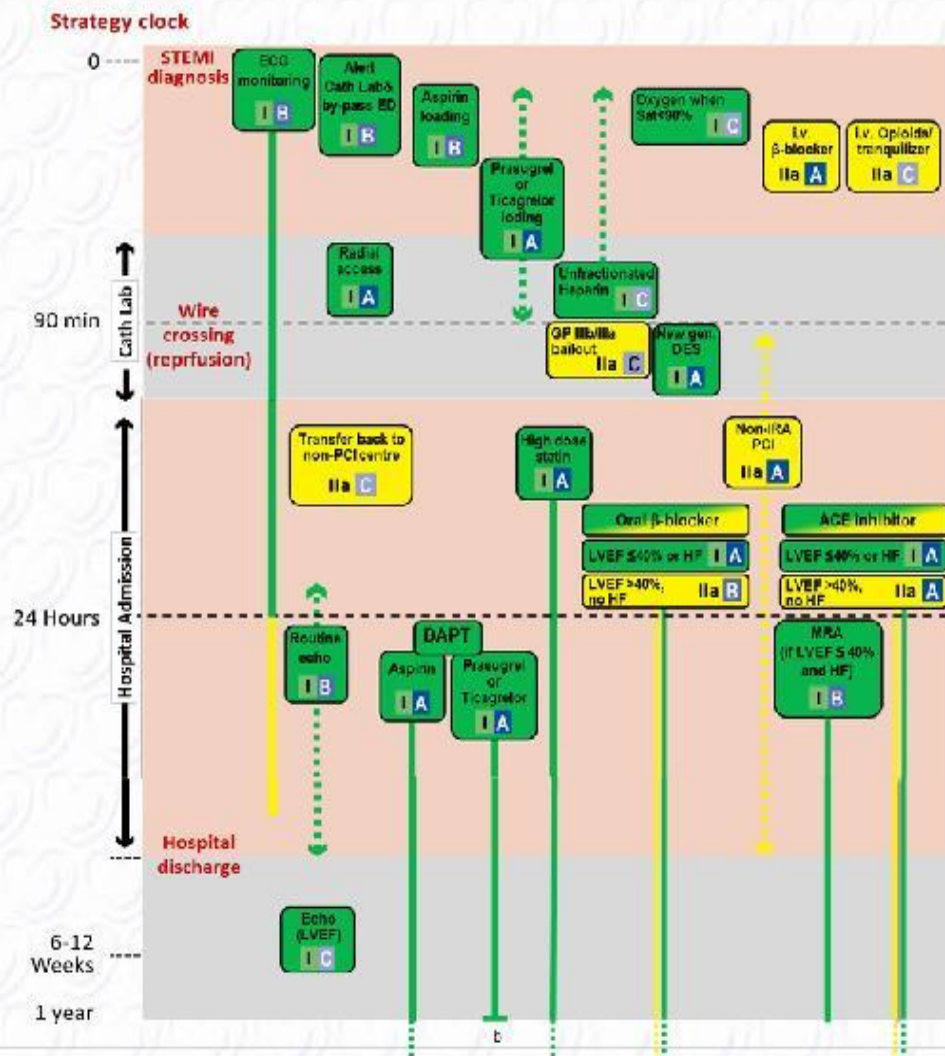 Strategy clock
0
STEMI
diagnosis
ECG
monitoring
I B
Alert
Cath Lab &
by-pass ED
I B
Aspirin
loading
I B
Prasugrel
or
Ticagrelor
loding
I A
Oxygen when
Sat<90%
I C
i.v.
β-blocker
IIa A
i.v. Opioids/
tranquilizer
IIa C
Cath Lab
Radial
access
I A
Unfractionated
Heparin
I C
90 min
Wire
crossing
(reprfusion)
GP
bailout
IIa C
New gen.
DES
I A
Hospital Admission
Transfer back to
non-PCI centre
IIa C
High dose
statin
I A
Non-IRA
PCI
IIa A
Oral β-blocker
LVEF ≤40% or HF I A
LVEF >40%,
no HF IIa B
ACE inhibitor
LVEF ≤40% or HF I A
LVEF >40%,
no HF IIa A
24 Hours
Routine
echo
I B
DAPT
Aspirin
I A
Prasugrel
or
Ticagrelor
I A
MRA
(if LVEF ≤ 40%
and HF)
I B
Hospital
discharge
Echo
(LVEF)
I C
6-12
Weeks
1 year
b